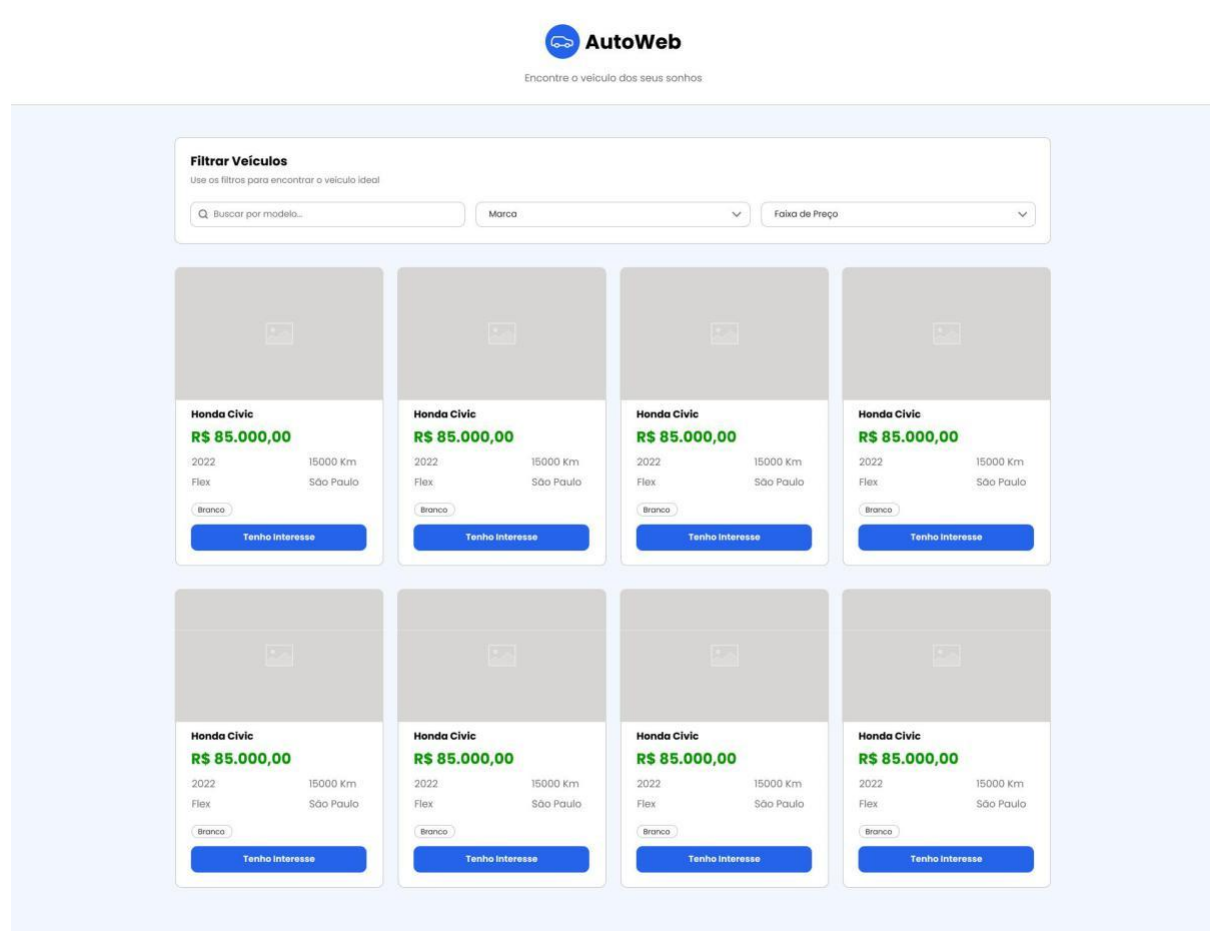 AutoWeb
Encontre o veículo dos seus sonhos
Filtrar Veículos
Use os filtros para encontrar o veículo ideal
Buscar por modelo...
Marca
Faixa de Preço
Honda Civic
R$ 85.000,00
2022 15000 Km
Flex São Paulo
Branco
Tenho Interesse
Honda Civic
R$ 85.000,00
2022 15000 Km
Flex São Paulo
Branco
Tenho Interesse
Honda Civic
R$ 85.000,00
2022 15000 Km
Flex São Paulo
Branco
Tenho Interesse
Honda Civic
R$ 85.000,00
2022 15000 Km
Flex São Paulo
Branco
Tenho Interesse
Honda Civic
R$ 85.000,00
2022 15000 Km
Flex São Paulo
Branco
Tenho Interesse
Honda Civic
R$ 85.000,00
2022 15000 Km
Flex São Paulo
Branco
Tenho Interesse
Honda Civic
R$ 85.000,00
2022 15000 Km
Flex São Paulo
Branco
Tenho Interesse
Honda Civic
R$ 85.000,00
2022 15000 Km
Flex São Paulo
Branco
Tenho Interesse